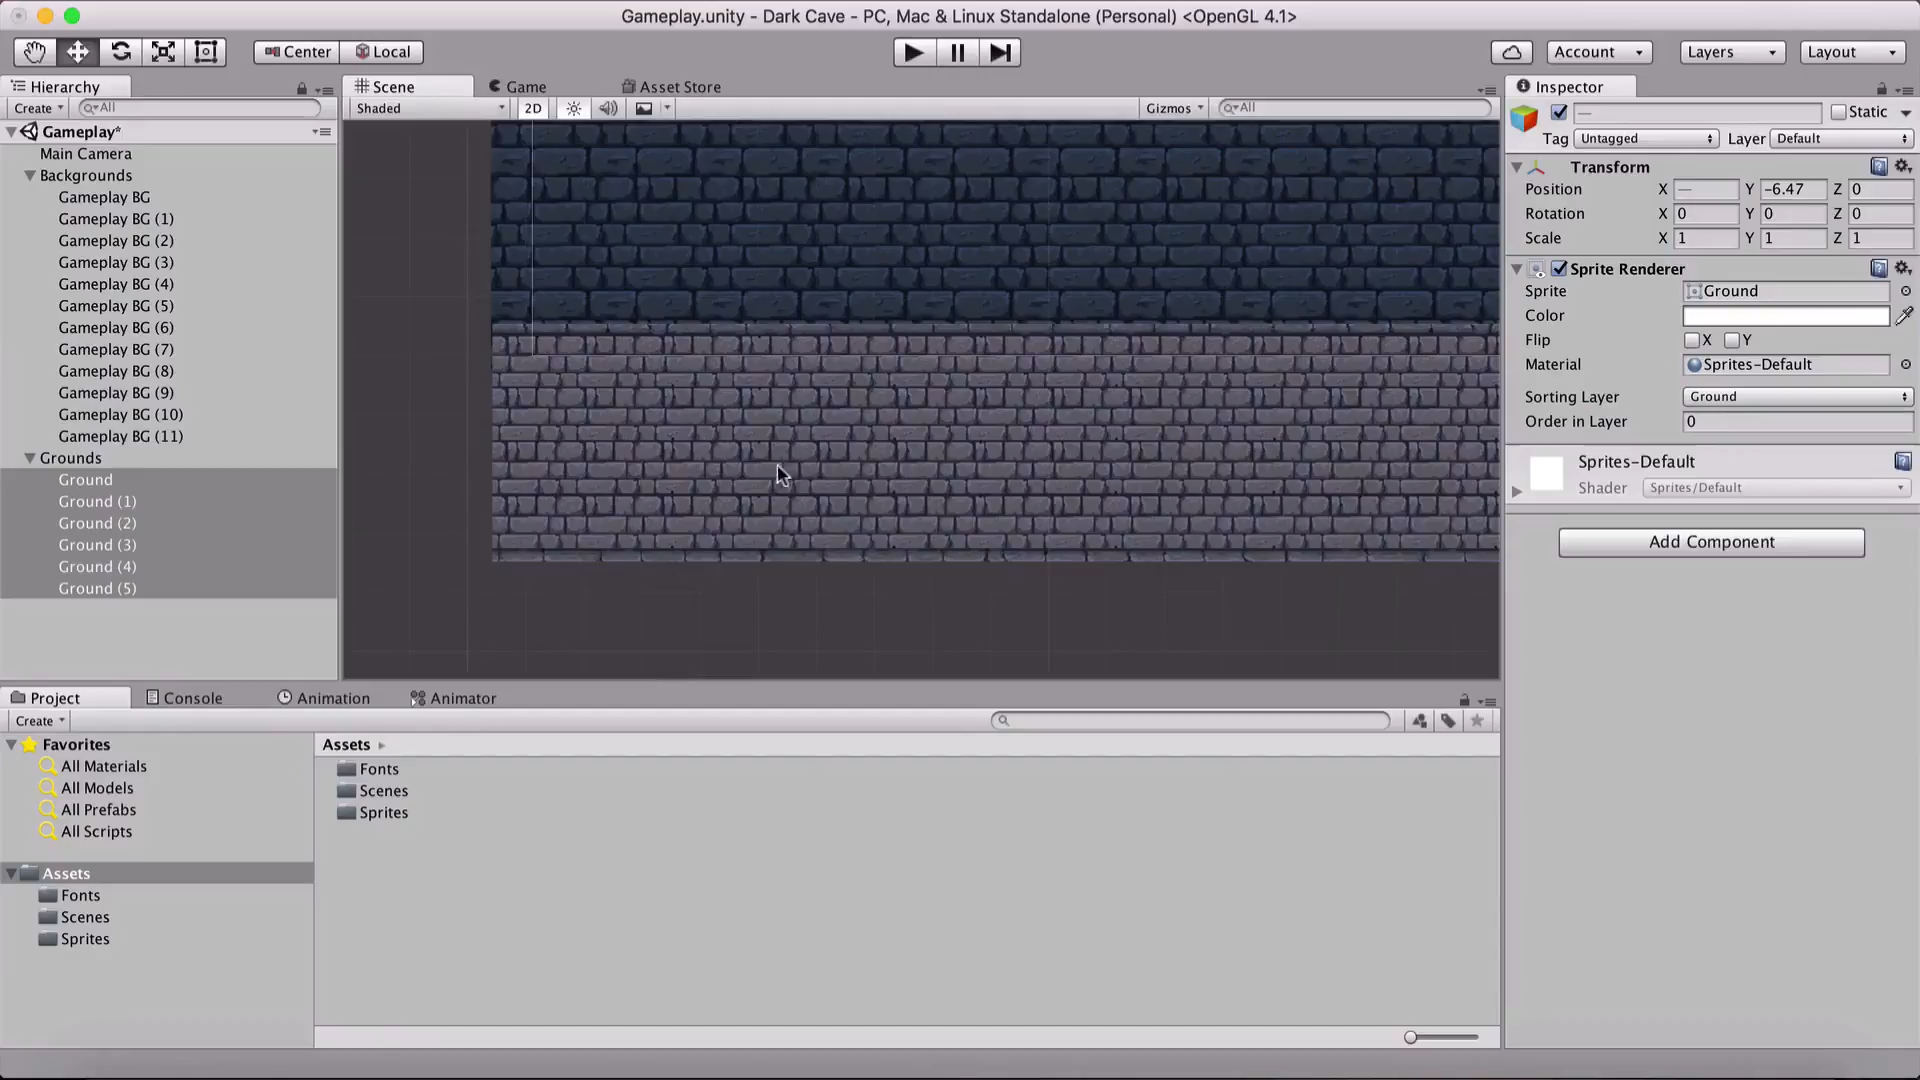 Gameplay.unity - Dark Cave - PC, Mac & Linux Standalone (Personal) <OpenGL 4.1>
Center Local Account Layers Layout
Hierarchy
Create All
Gameplay*
Main Camera
Backgrounds
Gameplay BG
Gameplay BG (1)
Gameplay BG (2)
Gameplay BG (3)
Gameplay BG (4)
Gameplay BG (5)
Gameplay BG (6)
Gameplay BG (7)
Gameplay BG (8)
Gameplay BG (9)
Gameplay BG (10)
Gameplay BG (11)
Grounds
Ground
Ground (1)
Ground (2)
Ground (3)
Ground (4)
Ground (5)
Scene Game Asset Store
Shaded 2D Gizmos All
Inspector
— Static
Tag Untagged Layer Default
Transform
Position X — Y -6.47 Z 0
Rotation X 0 Y 0 Z 0
Scale X 1 Y 1 Z 1
Sprite Renderer
Sprite Ground
Color
Flip X Y
Material Sprites-Default
Sorting Layer Ground
Order in Layer 0
Sprites-Default
Shader Sprites/Default
Add Component
Project Console Animation Animator
Create
Favorites
All Materials
All Models
All Prefabs
All Scripts
Assets
Fonts
Scenes
Sprites
Assets
Fonts
Scenes
Sprites